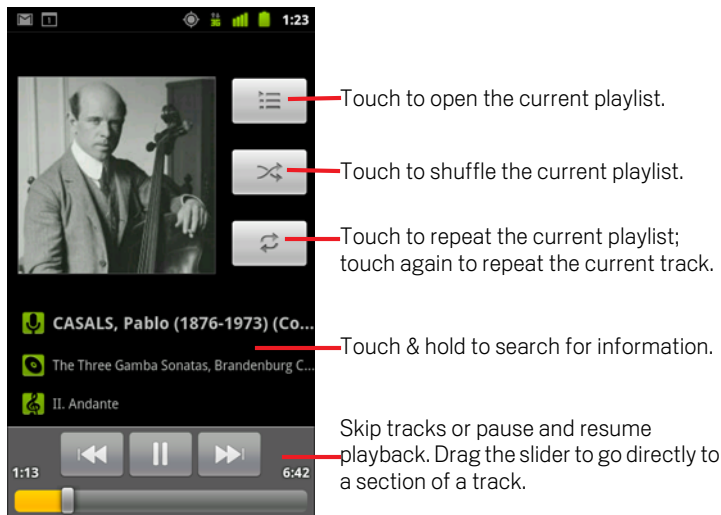 1
3G
1:23
Touch to open the current playlist.
Touch to shuffle the current playlist.
Touch to repeat the current playlist;
touch again to repeat the current track.
CASALS, Pablo (1876-1973) (Co...
The Three Gamba Sonatas, Brandenburg C...
II. Andante
Touch & hold to search for information.
1:13
6:42
Skip tracks or pause and resume
playback. Drag the slider to go directly to
a section of a track.